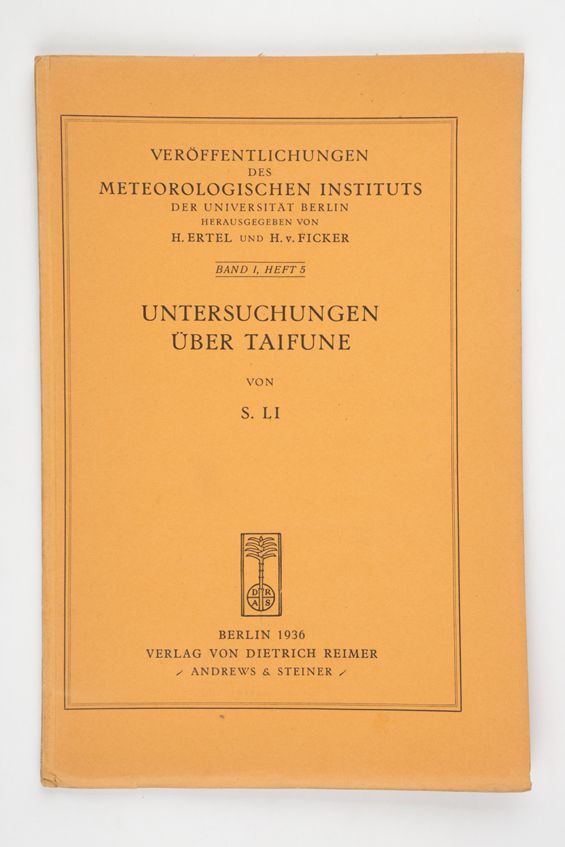 VERÖFFENTLICHUNGEN
DES
METEOROLOGISCHEN INSTITUTS
DER UNIVERSITÄT BERLIN
HERAUSGEGEBEN VON
H. ERTEL UND H. v. FICKER
BAND I, HEFT 5
UNTERSUCHUNGEN
ÜBER TAIFUNE
VON
S. LI
D R
A S
BERLIN 1936
VERLAG VON DIETRICH REIMER
/ ANDREWS & STEINER /